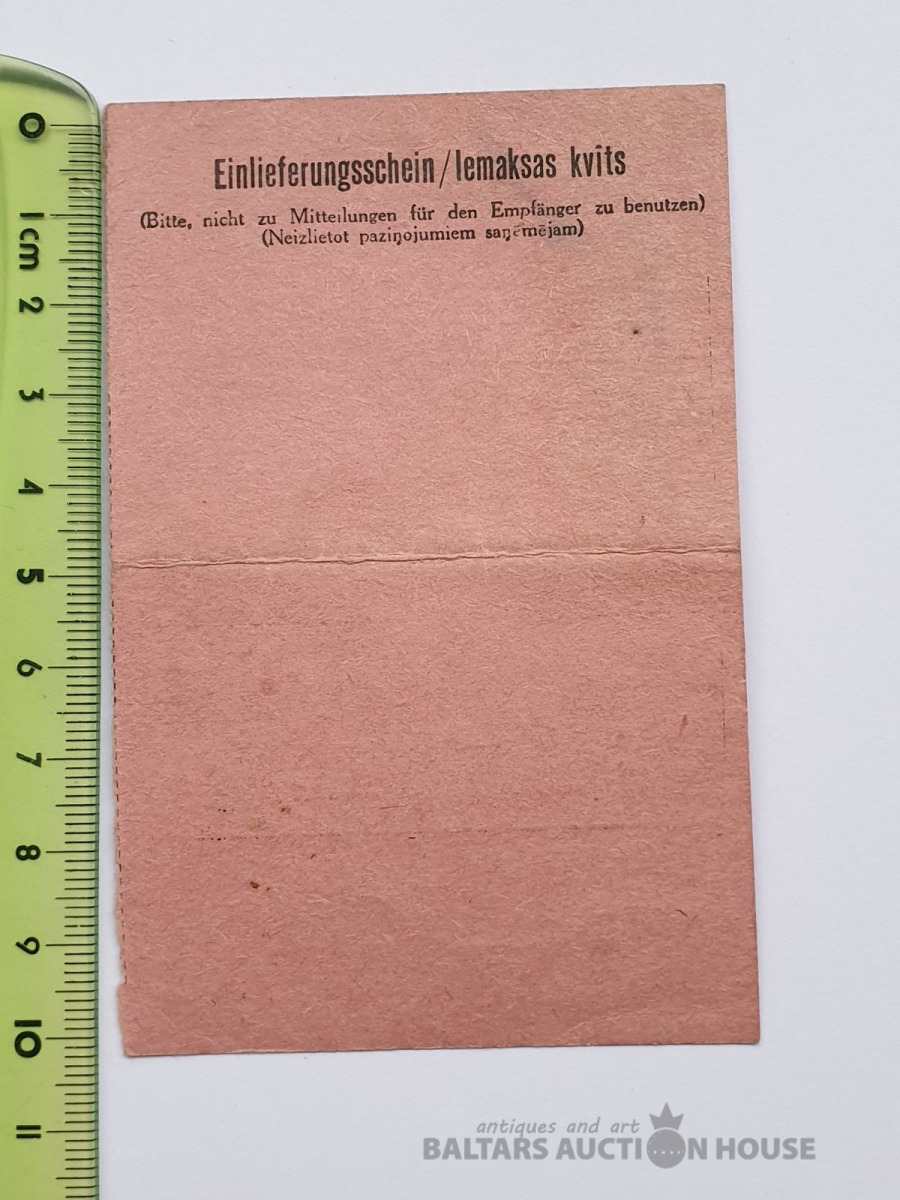 Einlieferungsschein/Iemaksas kvīts
(Bitte, nicht zu Mitteilungen für den Empfänger zu benutzen)
(Neizlietot paziņojumiem saņēmējam)
0
1cm
2
3
4
5
6
7
8
9
10
11
antiques and art
BALTARS AUCTION HOUSE